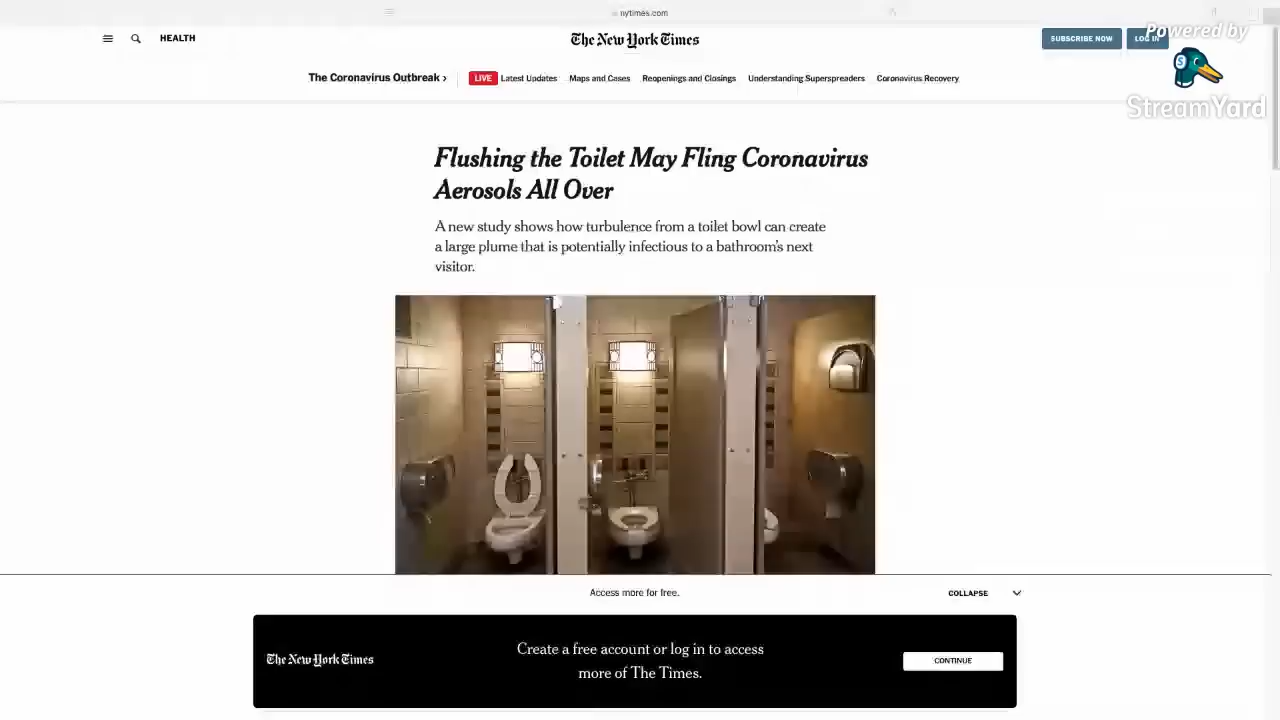 nytimes.com
HEALTH
The New York Times
SUBSCRIBE NOW
LOG IN
Powered by
StreamYard
The Coronavirus Outbreak ›
LIVE Latest Updates
Maps and Cases
Reopenings and Closings
Understanding Superspreaders
Coronavirus Recovery
Flushing the Toilet May Fling Coronavirus
Aerosols All Over
A new study shows how turbulence from a toilet bowl can create
a large plume that is potentially infectious to a bathroom's next
visitor.
Access more for free.
COLLAPSE
The New York Times
Create a free account or log in to access
more of The Times.
CONTINUE